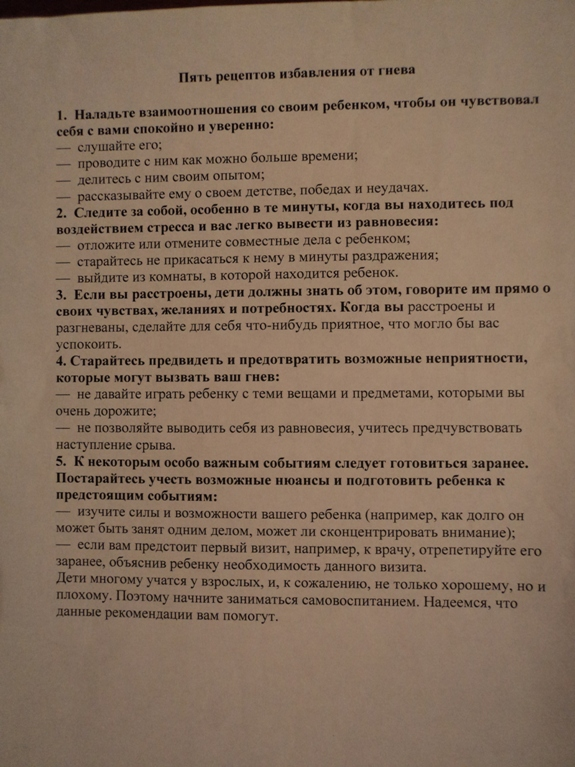 Пять рецептов избавления от гнева
1. Наладьте взаимоотношения со своим ребенком, чтобы он чувствовал
себя с вами спокойно и уверенно:
— слушайте его;
— проводите с ним как можно больше времени;
— делитесь с ним своим опытом;
— рассказывайте ему о своем детстве, победах и неудачах.
2. Следите за собой, особенно в те минуты, когда вы находитесь под
воздействием стресса и вас легко вывести из равновесия:
— отложите или отмените совместные дела с ребенком;
— старайтесь не прикасаться к нему в минуты раздражения;
— выйдите из комнаты, в которой находится ребенок.
3. Если вы расстроены, дети должны знать об этом, говорите им прямо о
своих чувствах, желаниях и потребностях. Когда вы расстроены и
разгневаны, сделайте для себя что-нибудь приятное, что могло бы вас
успокоить.
4. Старайтесь предвидеть и предотвратить возможные неприятности,
которые могут вызвать ваш гнев:
— не давайте играть ребенку с теми вещами и предметами, которыми вы
очень дорожите;
— не позволяйте выводить себя из равновесия, учитесь предчувствовать
наступление срыва.
5. К некоторым особо важным событиям следует готовиться заранее.
Постарайтесь учесть возможные нюансы и подготовить ребенка к
предстоящим событиям:
— изучите силы и возможности вашего ребенка (например, как долго он
может быть занят одним делом, может ли сконцентрировать внимание);
— если вам предстоит первый визит, например, к врачу, отрепетируйте его
заранее, объяснив ребенку необходимость данного визита.
Дети многому учатся у взрослых, и, к сожалению, не только хорошему, но и
плохому. Поэтому начните заниматься самовоспитанием. Надеемся, что
данные рекомендации вам помогут.